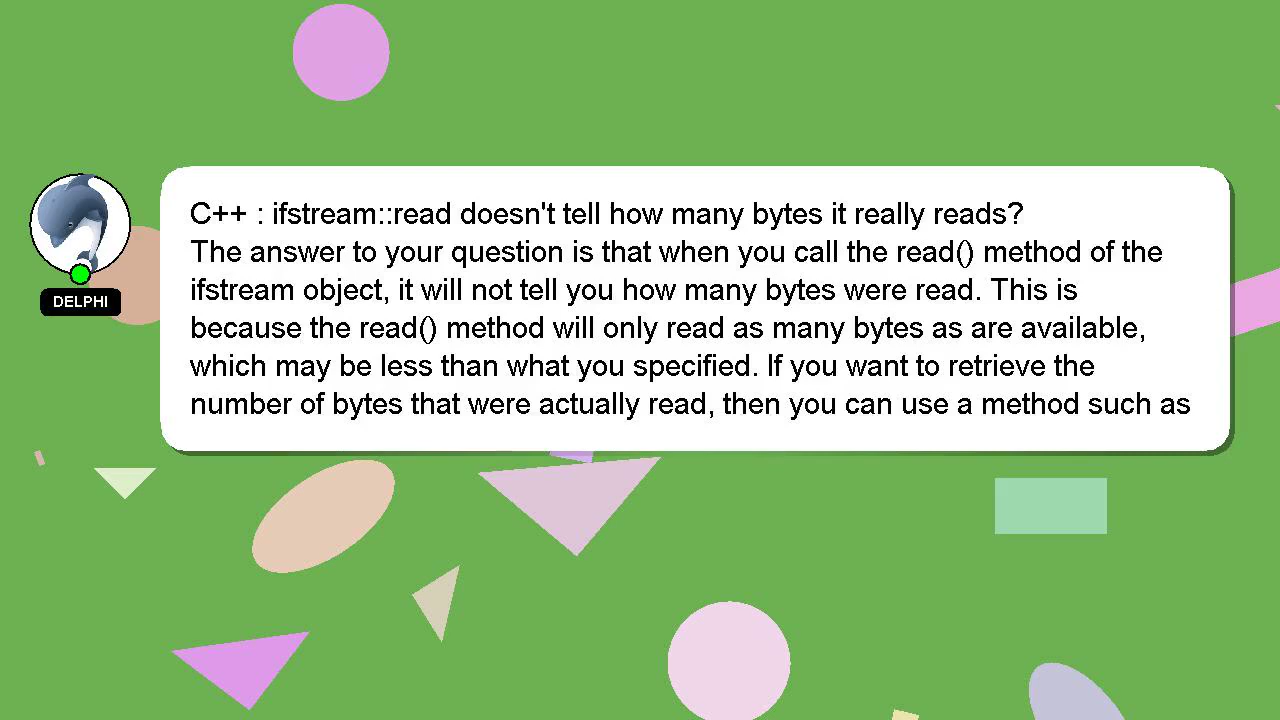 C++ : ifstream::read doesn't tell how many bytes it really reads?
The answer to your question is that when you call the read() method of the
ifstream object, it will not tell you how many bytes were read. This is
because the read() method will only read as many bytes as are available,
which may be less than what you specified. If you want to retrieve the
number of bytes that were actually read, then you can use a method such as
DELPHI